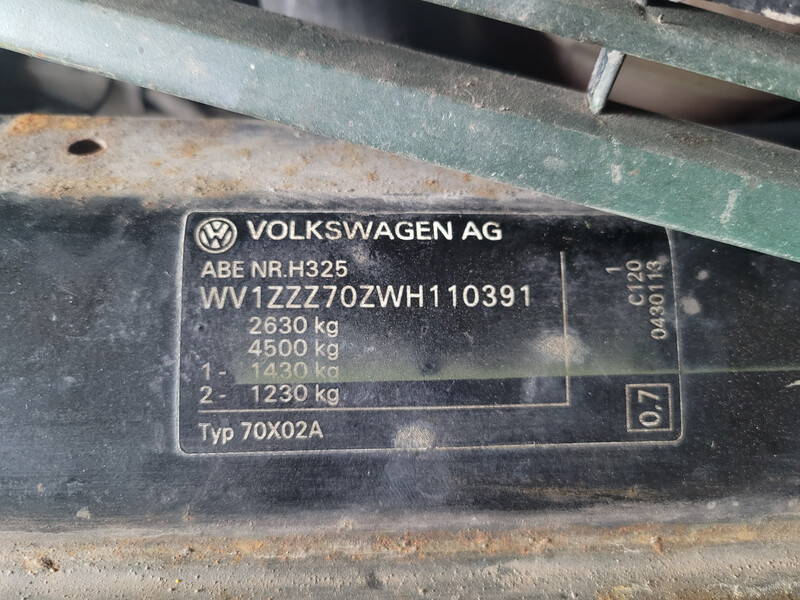 VOLKSWAGEN AG
ABE NR.H325
WV1ZZZ70ZWH110391
2630 kg
4500 kg
1- 1430 kg
2- 1230 kg
Typ 70X02A
1
C120
0430113
0,7